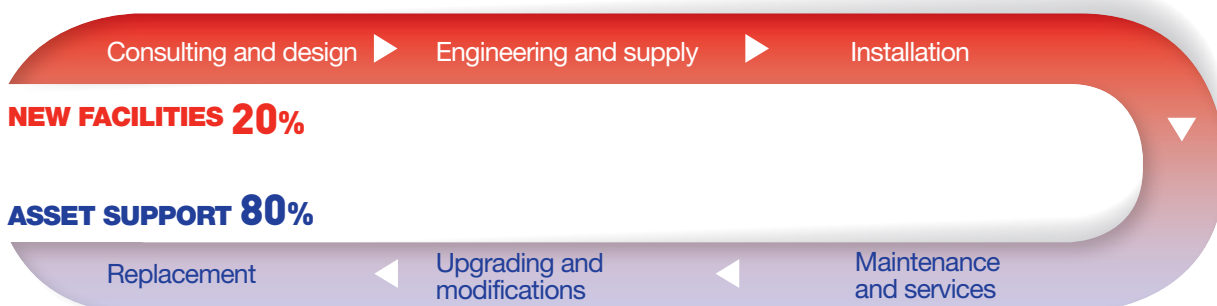 Consulting and design
Engineering and supply
Installation
NEW FACILITIES 20%
ASSET SUPPORT 80%
Replacement
Upgrading and
modifications
Maintenance
and services